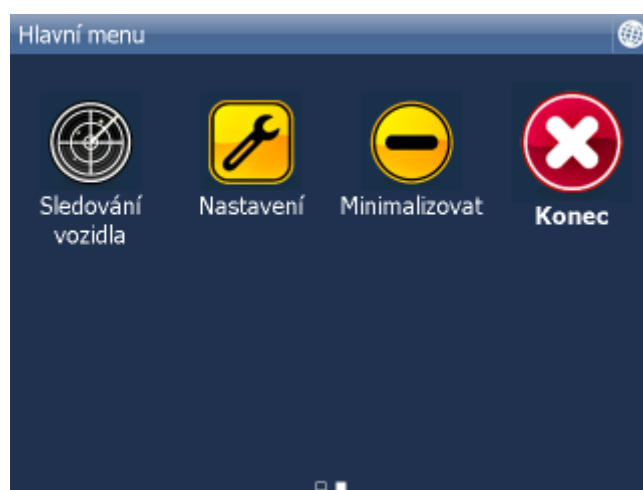 Hlavní menu
Sledování
vozidla
Nastavení
Minimalizovat
Konec